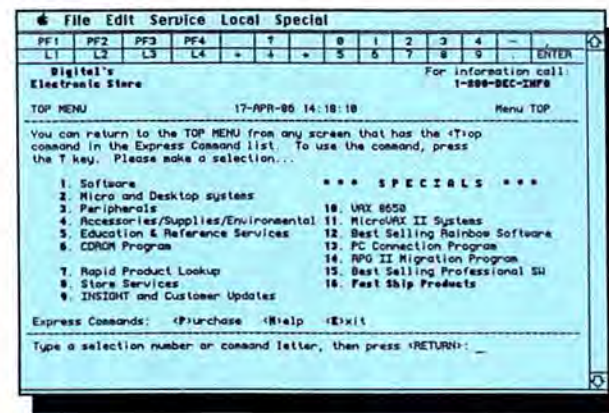 File Edit Service Local Special
PF1 PF2 PF3 PF4 ↑ 0 1 2 3 4 - ,
L1 L2 L3 L4 ← ↓ → 5 6 7 8 9 . ENTER
Digital's For information call:
Electronic Store 1-800-DEC-INFO
TOP MENU 17-APR-86 14:18:10 Menu TOP
You can return to the TOP MENU from any screen that has the <T>op
command in the Express Command list. To use the command, press
the T key. Please make a selection...
1. Software * * * S P E C I A L S * * *
2. Micro and Desktop systems
3. Peripherals 10. VAX 8650
4. Accessories/Supplies/Environmental 11. MicroVAX II Systems
5. Education & Reference Services 12. Best Selling Rainbow Software
6. CDROM Program 13. PC Connection Program
14. RPG II Migration Program
7. Rapid Product Lookup 15. Best Selling Professional SW
8. Store Services 16. Fast Ship Products
9. INSIGHT and Customer Updates
Express Commands: <P>urchase <H>elp <E>xit
Type a selection number or command letter, then press <RETURN>: _